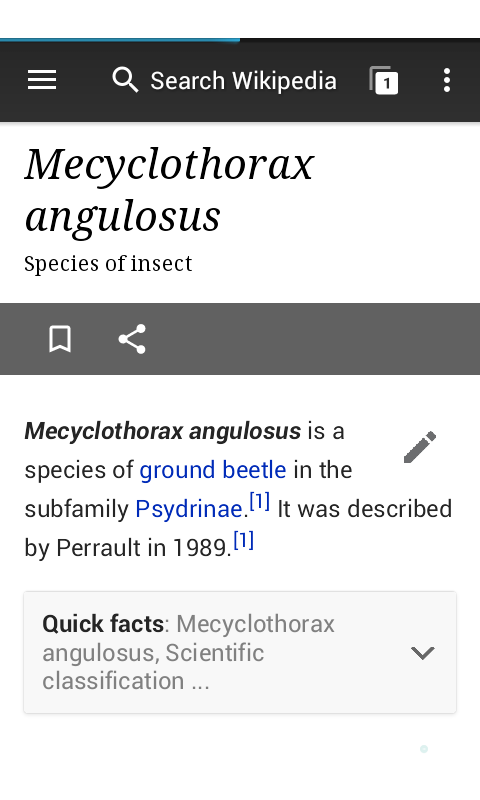 Search Wikipedia
1
Mecyclothorax
angulosus
Species of insect
Mecyclothorax angulosus is a
species of ground beetle in the
subfamily Psydrinae.[1] It was described
by Perrault in 1989.[1]
Quick facts: Mecyclothorax
angulosus, Scientific
classification ...